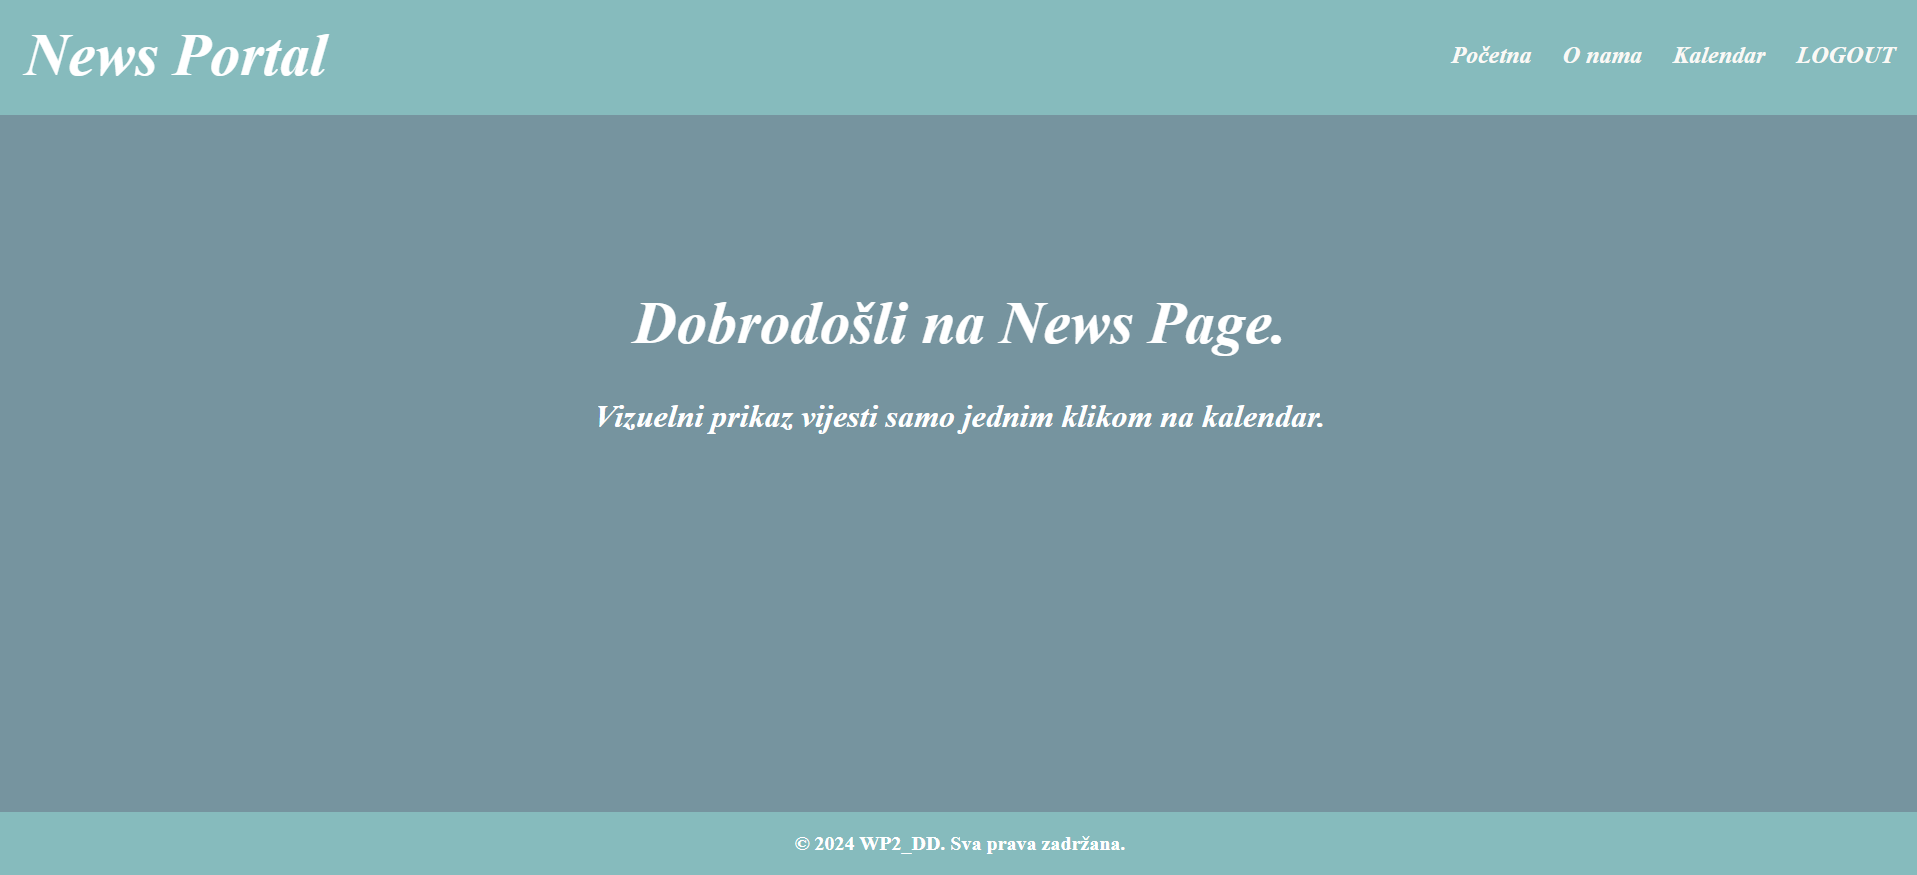 News Portal
Početna O nama Kalendar LOGOUT
Dobrodošli na News Page.
Vizuelni prikaz vijesti samo jednim klikom na kalendar.
© 2024 WP2_DD. Sva prava zadržana.